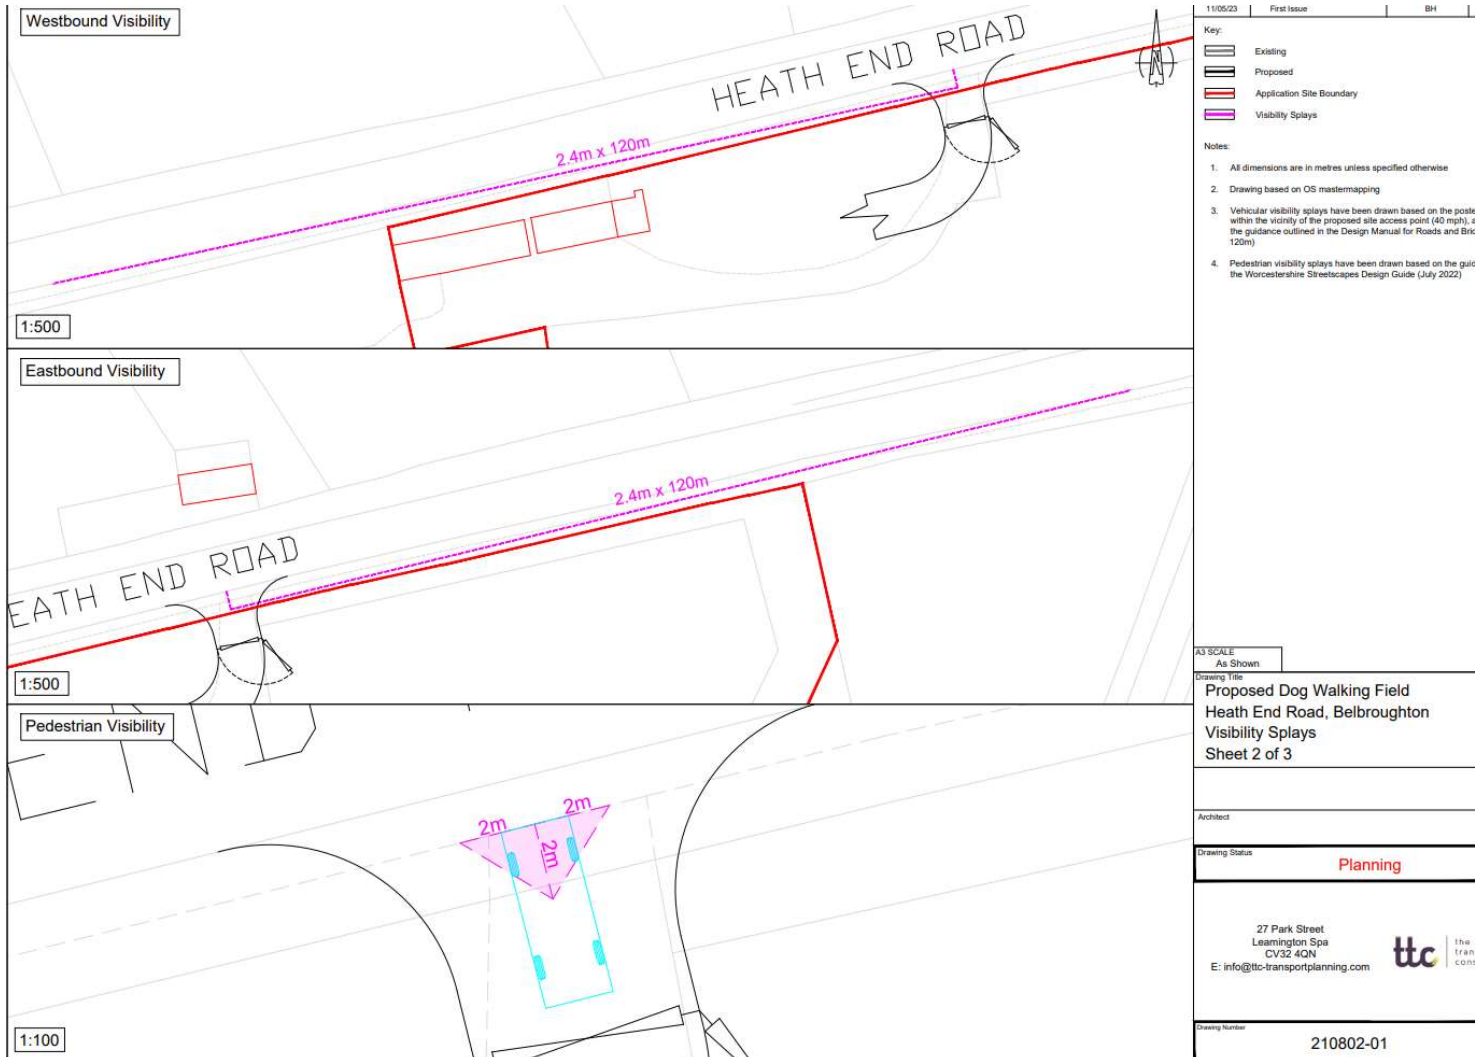 Westbound Visibility
HEATH END ROAD
2.4m x 120m
1:500
Eastbound Visibility
2.4m x 120m
EATH END ROAD
1:500
Pedestrian Visibility
END
2m
2m
2m
1:100
11/05/23 First Issue BH
Key:
Existing
Proposed
Application Site Boundary
Visibility Splays
Notes:
1. All dimensions are in metres unless specified otherwise
2. Drawing based on OS mastermapping
3. Vehicular visibility splays have been drawn based on the poste
within the vicinity of the proposed site access point (40 mph), a
the guidance outlined in the Design Manual for Roads and Bri
120m)
4. Pedestrian visibility splays have been drawn based on the guid
the Worcestershire Streetscapes Design Guide (July 2022)
A3 SCALE
As Shown
Drawing Title
Proposed Dog Walking Field
Heath End Road, Belbroughton
Visibility Splays
Sheet 2 of 3
Architect
Drawing Status
Planning
27 Park Street
Leamington Spa
CV32 4QN
E: info@ttc-transportplanning.com
ttc
the
tran
cons
Drawing Number
210802-01